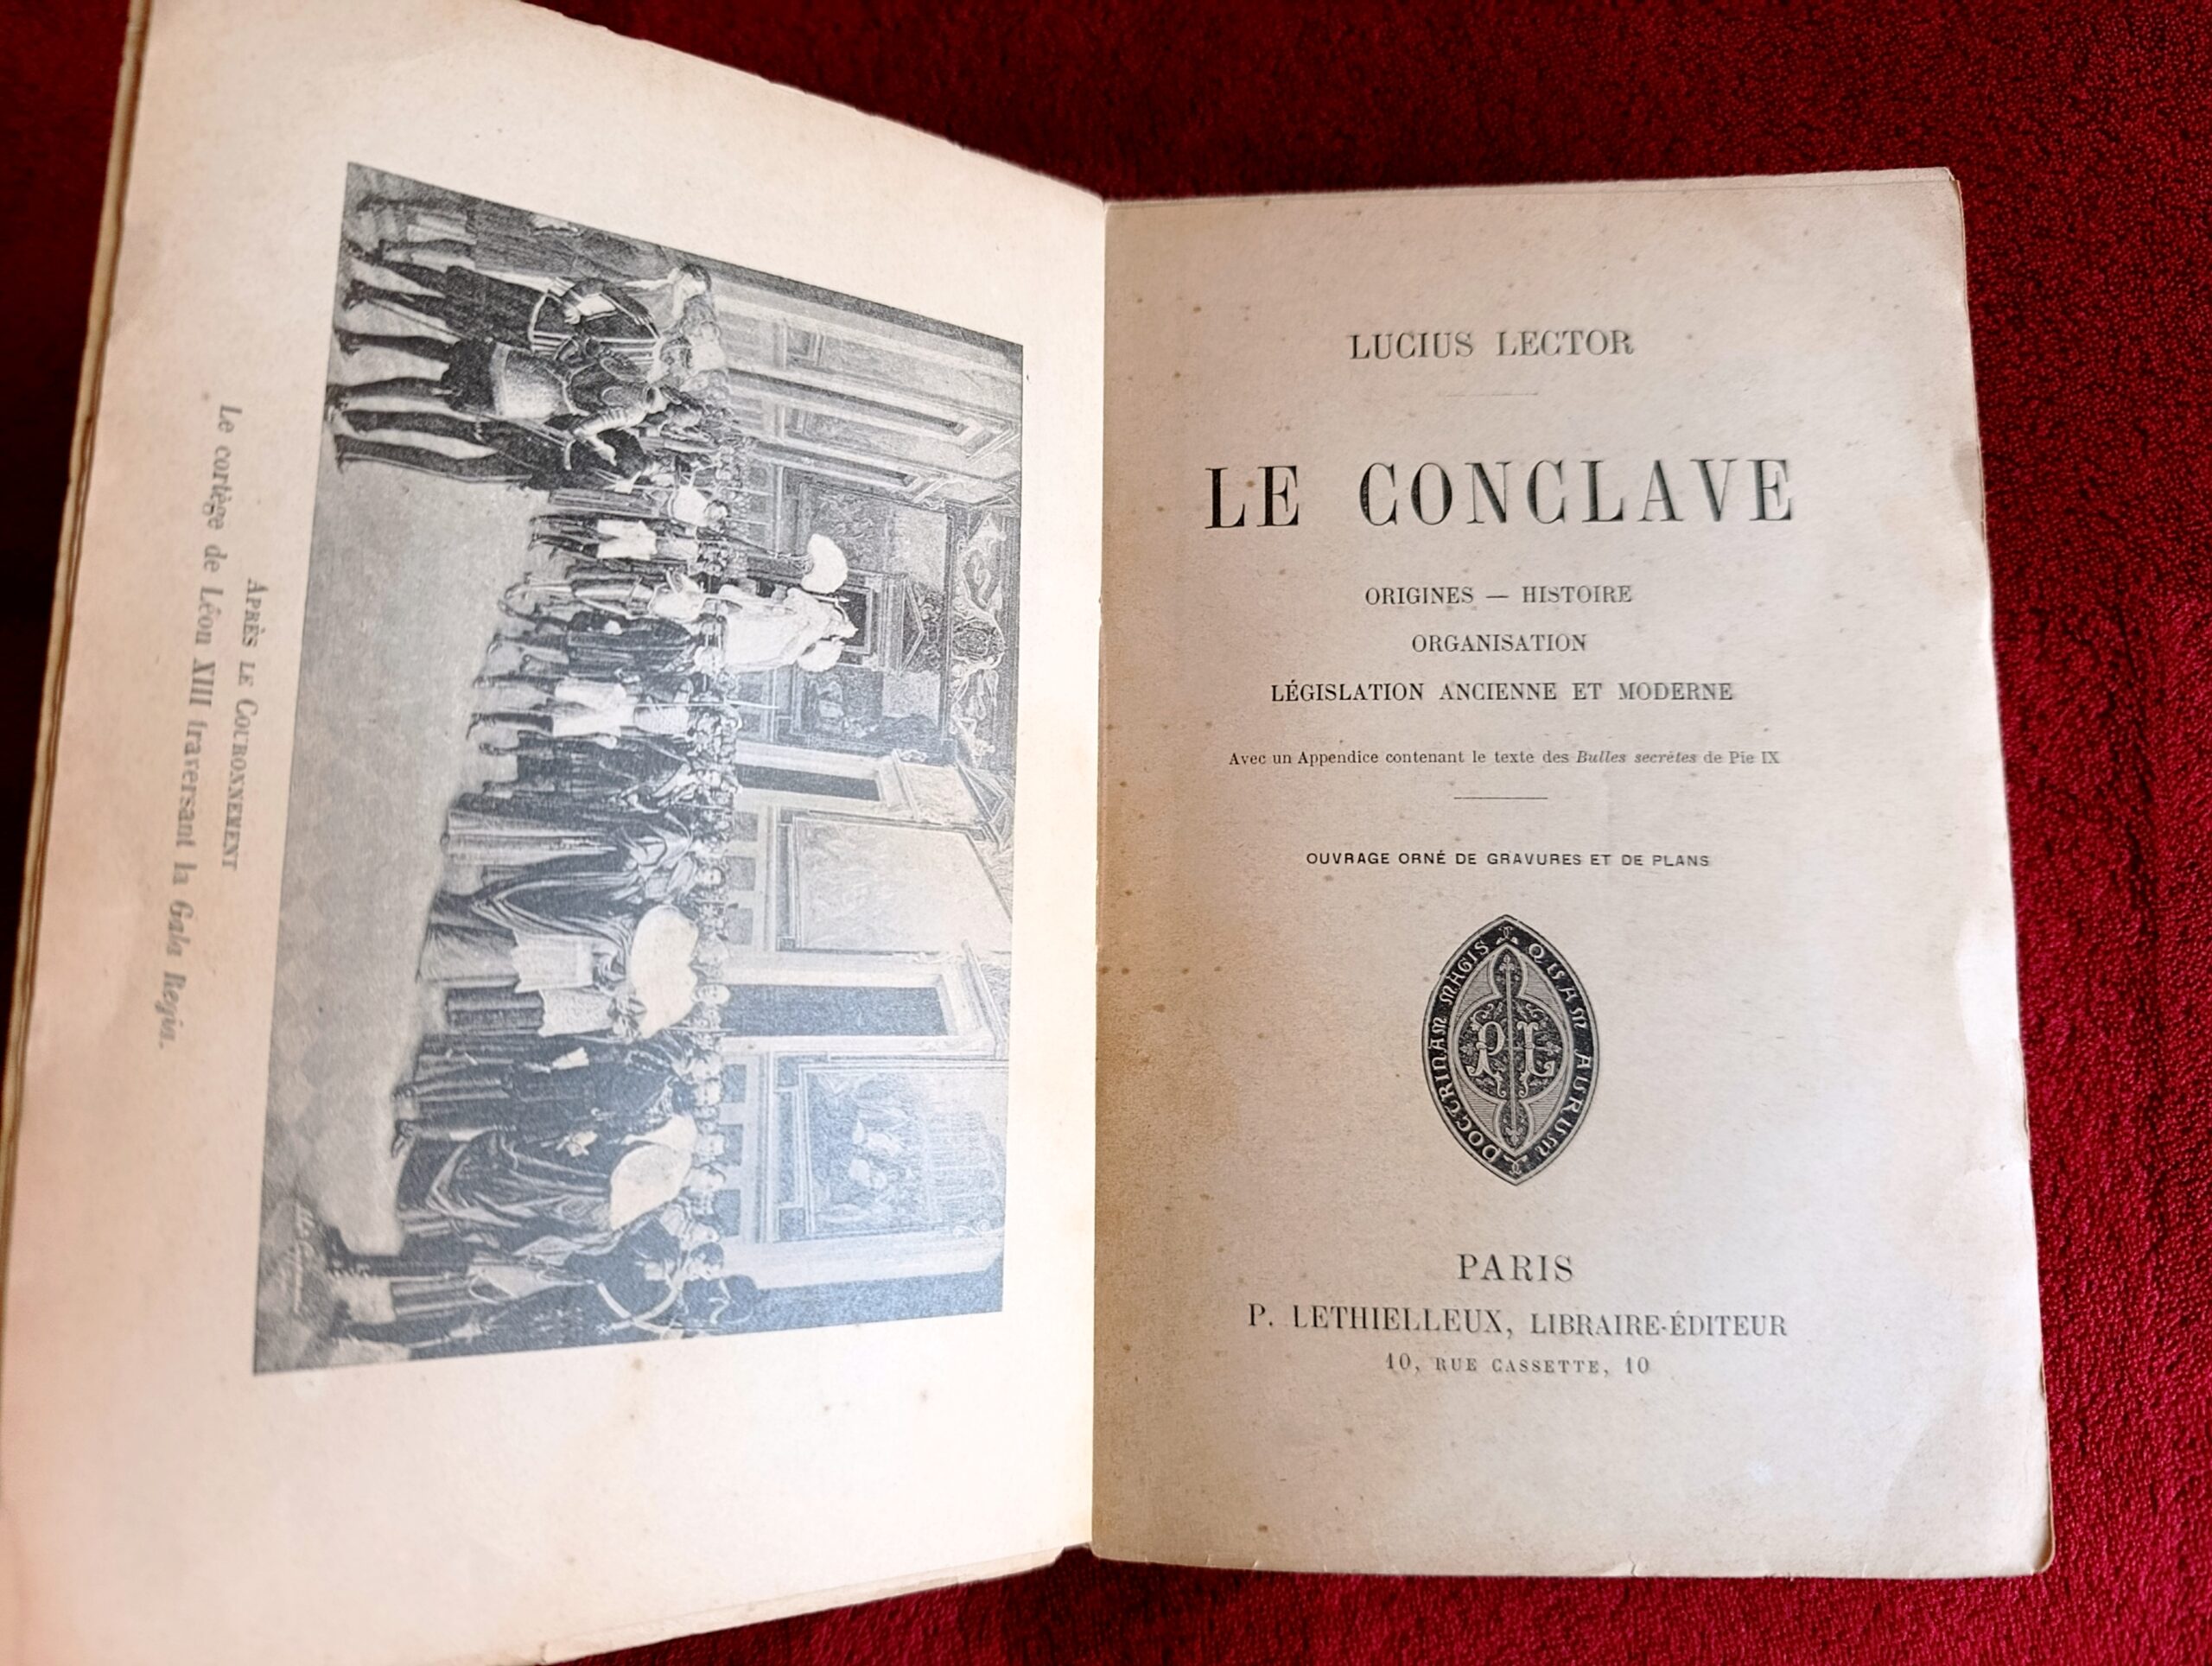 APRÈS LE COURONNEMENT
Le cortège de Léon XIII traversant la Gala Regia.
LUCIUS LECTOR
LE CONCLAVE
ORIGINES — HISTOIRE
ORGANISATION
LÉGISLATION ANCIENNE ET MODERNE
Avec un Appendice contenant le texte des Bulles secrètes de Pie IX
OUVRAGE ORNÉ DE GRAVURES ET DE PLANS
DOCTRINAM MAGIS QUAM AURUM
PL
PARIS
P. LETHIELLEUX, LIBRAIRE-ÉDITEUR
10, RUE CASSETTE, 10